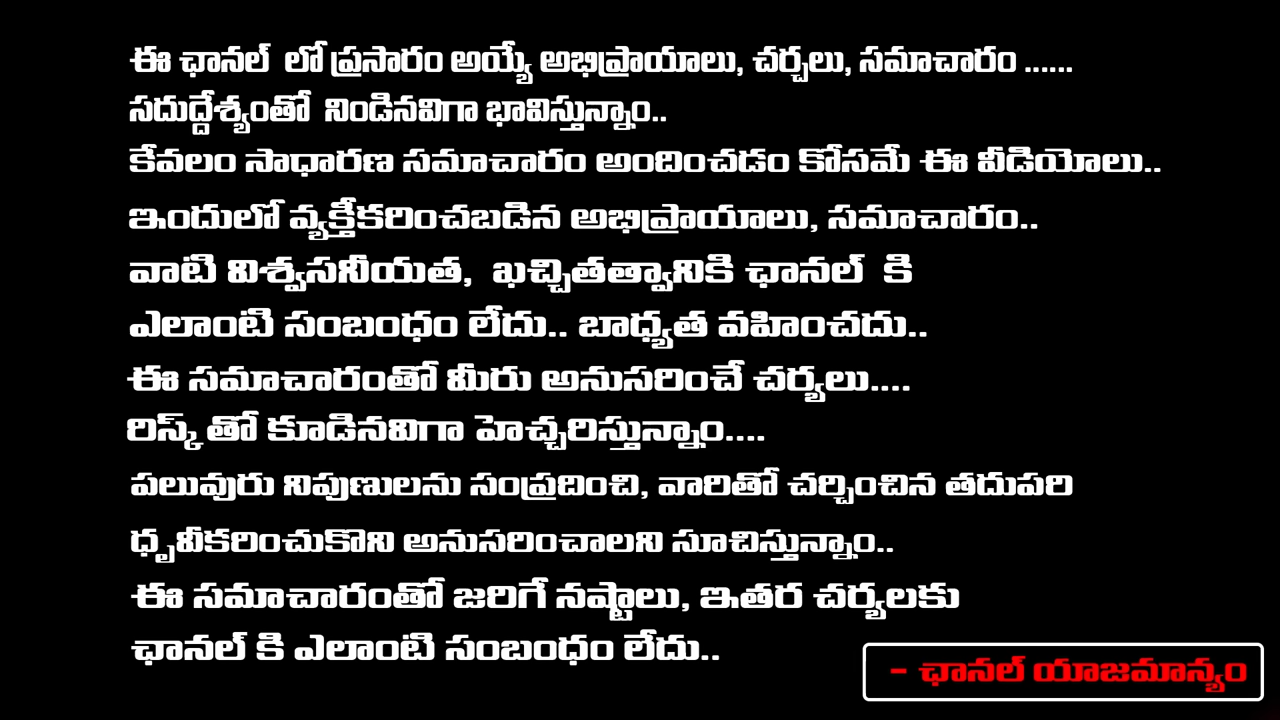 ఈ ఛానల్ లో ప్రసారం అయ్యే అభిప్రాయాలు, చర్చలు, సమాచారం ......
సదుద్దేశ్యంతో నిండినవిగా భావిస్తున్నాం..
కేవలం సాధారణ సమాచారం అందించడం కోసమే ఈ వీడియోలు..
ఇందులో వ్యక్తీకరించబడిన అభిప్రాయాలు, సమాచారం..
వాటి విశ్వసనీయత, ఖచ్చితత్వానికి ఛానల్ కి
ఎలాంటి సంబంధం లేదు.. బాధ్యత వహించదు..
ఈ సమాచారంతో మీరు అనుసరించే చర్యలు....
రిస్క్ తో కూడినవిగా హెచ్చరిస్తున్నాం....
పలువురు నిపుణులను సంప్రదించి, వారితో చర్చించిన తదుపరి
ధృవీకరించుకొని అనుసరించాలని సూచిస్తున్నాం..
ఈ సమాచారంతో జరిగే నష్టాలు, ఇతర చర్యలకు
ఛానల్ కి ఎలాంటి సంబంధం లేదు..
- ఛానల్ యాజమాన్యం